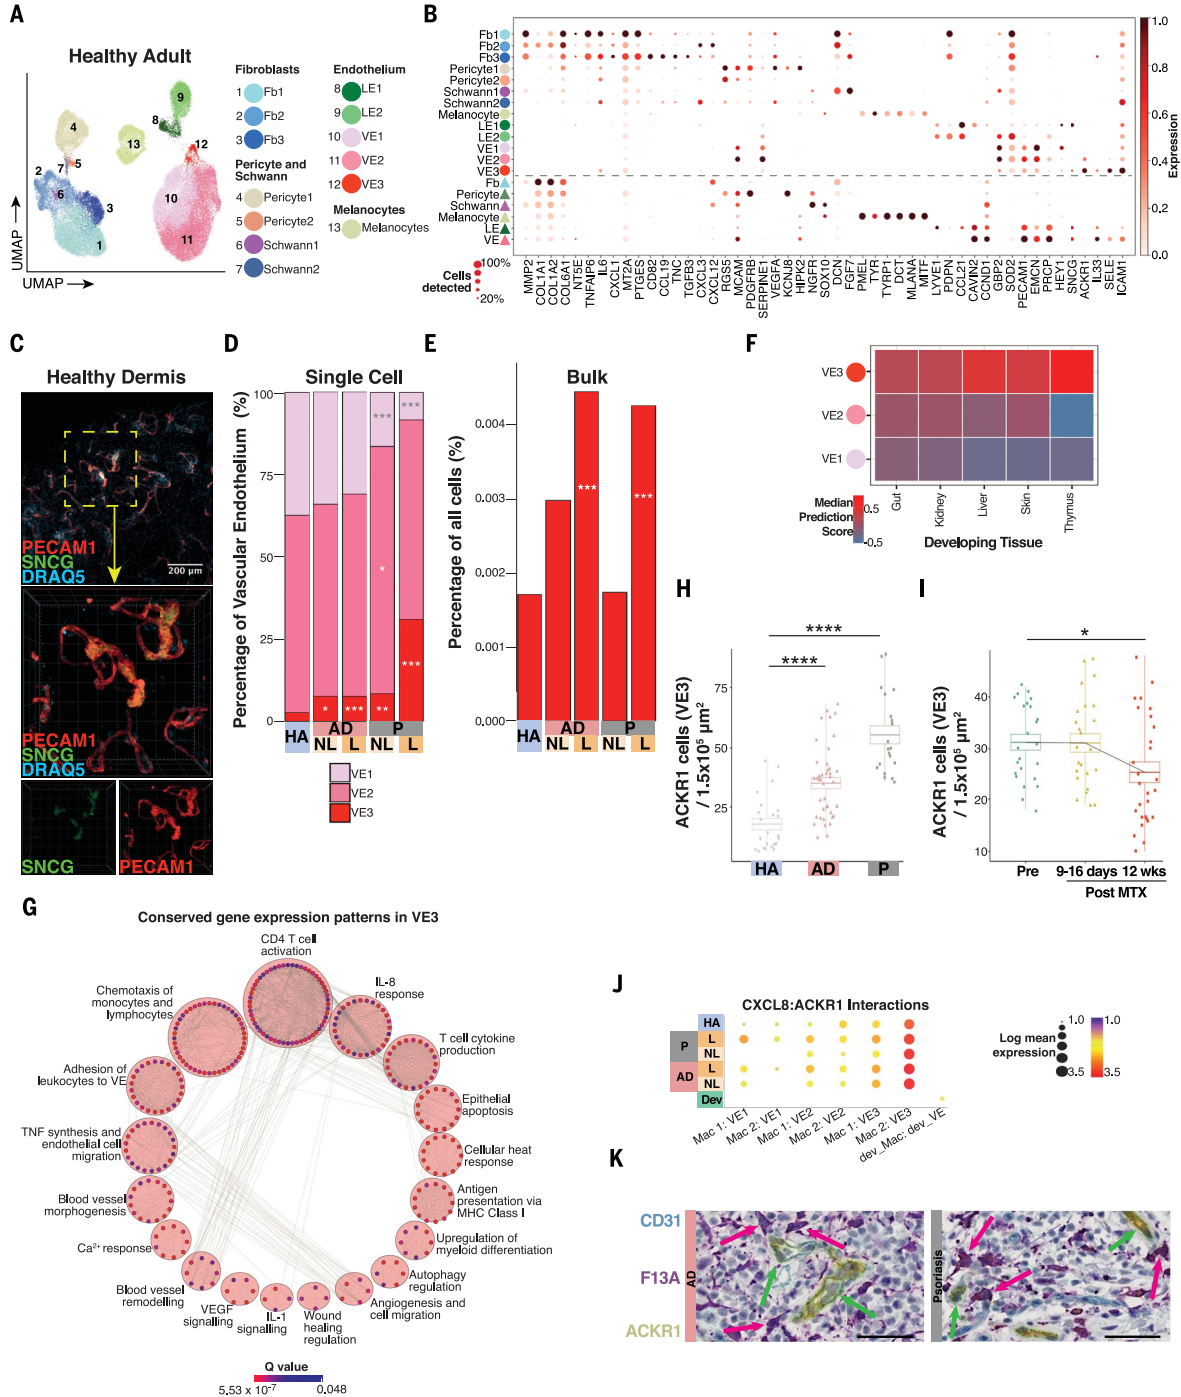 A
Healthy Adult
1
2
3
4
5
6
7
8
9
10
11
12
13
UMAP
UMAP
Fibroblasts
1 Fb1
2 Fb2
3 Fb3
Pericyte and
Schwann
4 Pericyte1
5 Pericyte2
6 Schwann1
7 Schwann2
Endothelium
8 LE1
9 LE2
10 VE1
11 VE2
12 VE3
Melanocytes
13 Melanocytes
B
Fb1
Fb2
Fb3
Pericyte1
Pericyte2
Schwann1
Schwann2
Melanocyte
LE1
LE2
VE1
VE2
VE3
Fb
Pericyte
Schwann
Melanocyte
LE
VE
Cells
detected
100%
20%
MMP2
COL1A1
COL1A2
COL6A1
NT5E
TNFAIP6
IL6
CXCL1
MT2A
PTGES
CD82
CCL19
TNC
TGFB3
CXCL3
CXCL12
RGS5
MCAM
PDGFRB
SERPINE1
VEGFA
KCNJ8
HIPK2
NGFR
SOX10
DCN
FGF7
PMEL
TYR
TYRP1
DCT
MLANA
MITF
LYVE1
PDPN
CCL21
CAVIN2
CCND1
GBP2
SOD2
PECAM1
EMCN
PRCP
HEY1
SNCG
ACKR1
IL33
SELE
ICAM1
1.0
0.8
0.6
0.4
0.2
0.0
Expression
C
Healthy Dermis
PECAM1
SNCG
DRAQ5
200 μm
PECAM1
SNCG
DRAQ5
SNCG
PECAM1
D
Single Cell
Percentage of Vascular Endothelium (%)
100
75
50
25
0
***
***
*
*
***
**
***
HA
AD
P
NL
L
NL
L
VE1
VE2
VE3
E
Bulk
Percentage of all cells (%)
0.004
0.003
0.002
0.001
0.000
***
***
HA
AD
P
NL
L
NL
L
F
VE3
VE2
VE1
Gut
Kidney
Liver
Skin
Thymus
Developing Tissue
Median
Prediction
Score
0.5
-0.5
H
ACKR1 cells (VE3)
/ 1.5x10⁵ μm²
75
50
25
****
****
HA
AD
P
I
ACKR1 cells (VE3)
/ 1.5x10⁵ μm²
40
30
20
10
*
Pre
9-16 days
12 wks
Post MTX
G
Conserved gene expression patterns in VE3
CD4 T cell
activation
IL-8
response
T cell cytokine
production
Epithelial
apoptosis
Cellular heat
response
Antigen
presentation via
MHC Class I
Upregulation of
myeloid differentiation
Autophagy
regulation
Angiogenesis and
cell migration
Wound
healing
regulation
IL-1
signalling
VEGF
signalling
Blood vessel
remodelling
Ca²⁺ response
Blood vessel
morphogenesis
TNF synthesis and
endothelial cell
migration
Adhesion of
leukocytes to VE
Chemotaxis of
monocytes and
lymphocytes
Q value
5.53 x 10⁻⁷
0.048
J
CXCL8:ACKR1 Interactions
HA
P
L
NL
AD
L
NL
Dev
Mac 1: VE1
Mac 2: VE1
Mac 1: VE2
Mac 2: VE2
Mac 1: VE3
Mac 2: VE3
dev_Mac: dev_VE
Log mean
expression
1.0
3.5
1.0
3.5
K
CD31
F13A
ACKR1
AD
Psoriasis